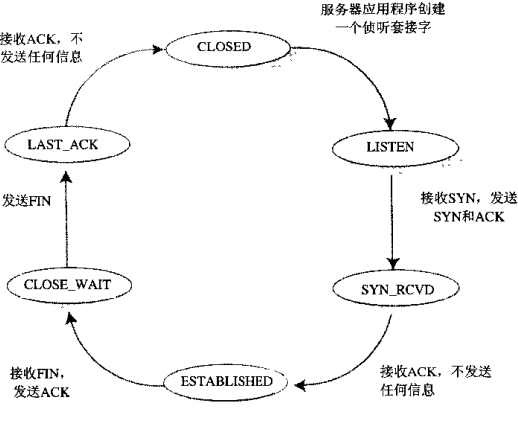 服务器应用程序创建
一个侦听套接字
接收ACK，不
发送任何信息
CLOSED
LAST_ACK
LISTEN
发送FIN
接收SYN，发送
SYN和ACK
CLOSE_WAIT
SYN_RCVD
接收FIN，
发送ACK
ESTABLISHED
接收ACK，不发送
任何信息